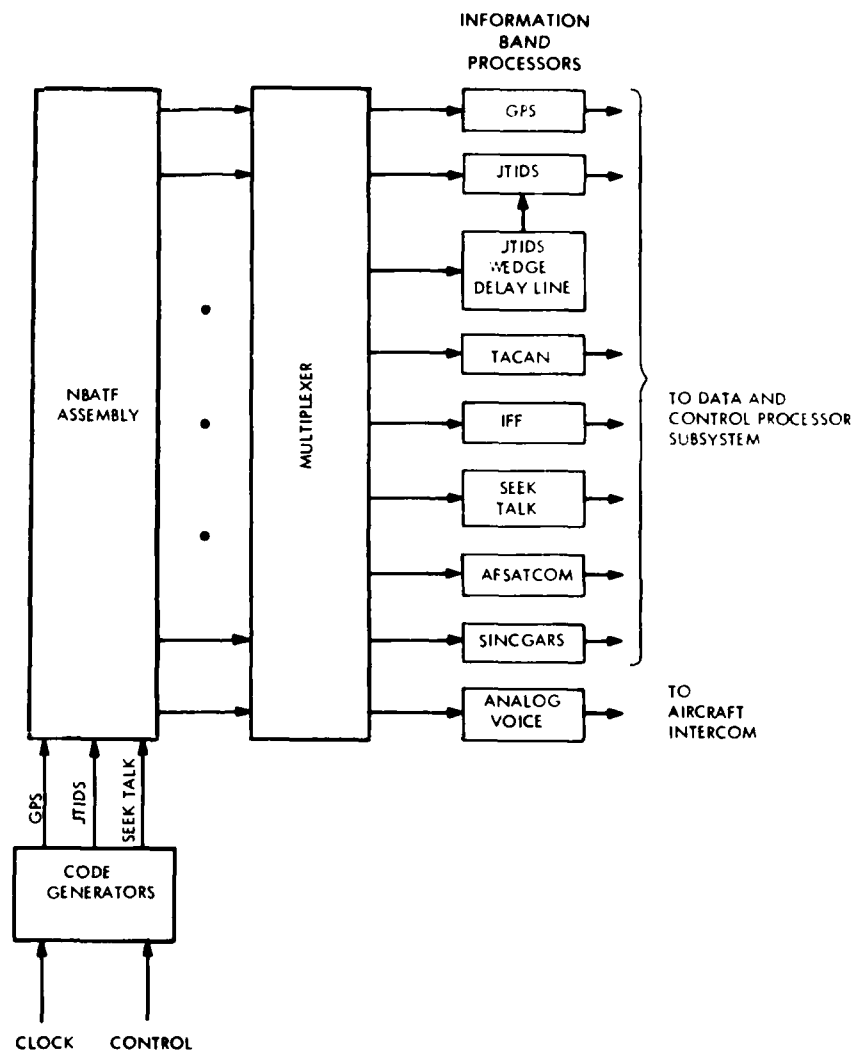 INFORMATION
BAND
PROCESSORS
GPS
JTIDS
JTIDS
WEDGE
DELAY LINE
NBATF
ASSEMBLY
MULTIPLEXER
TACAN
TO DATA AND
CONTROL PROCESSOR
SUBSYSTEM
IFF
SEEK
TALK
AFSATCOM
SINCGARS
ANALOG
VOICE
TO
AIRCRAFT
INTERCOM
GPS
JTIDS
SEEK TALK
CODE
GENERATORS
CLOCK
CONTROL